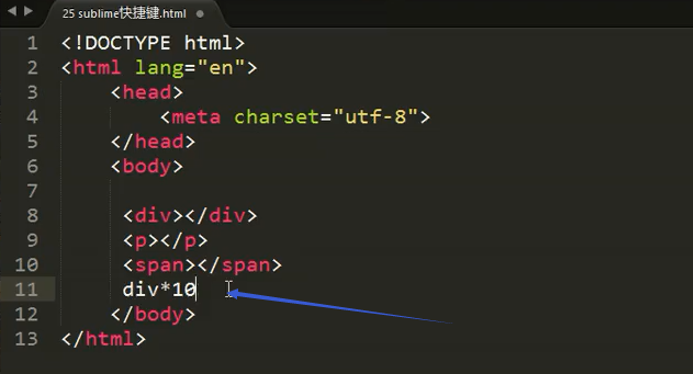 25 sublime快捷键.html
1 <!DOCTYPE html>
2 <html lang="en">
3 <head>
4 <meta charset="utf-8">
5 </head>
6 <body>
7
8 <div></div>
9 <p></p>
10 <span></span>
11 div*10
12 </body>
13 </html>